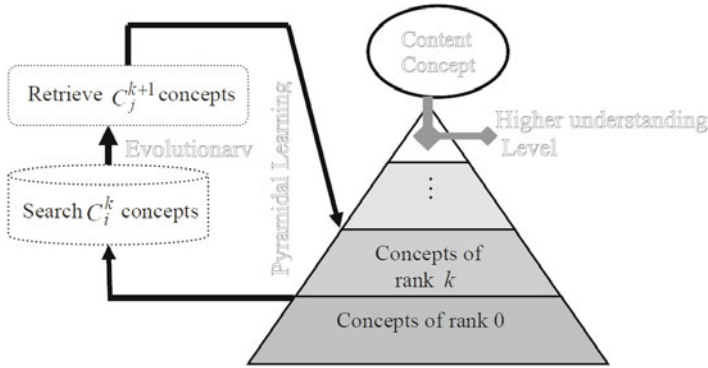 Content
Concept
Retrieve $C_j^{k+1}$ concepts
Higher understanding
Level
Evolutionary
Pyramidal Learning
Search $C_i^k$ concepts
⋮
Concepts of
rank $k$
Concepts of rank 0